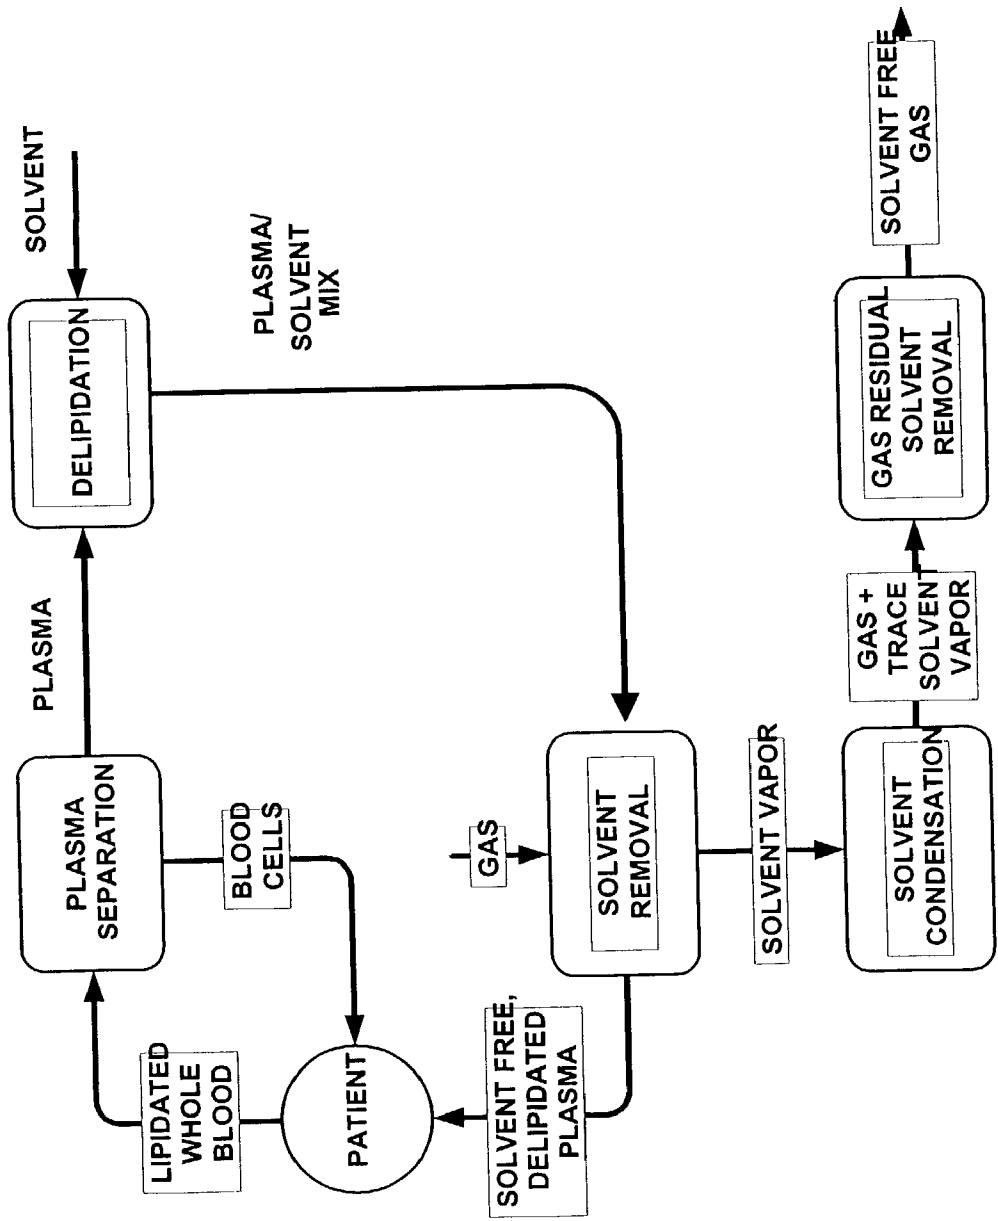 LIPIDATED
WHOLE
BLOOD
PLASMA
SEPARATION
PLASMA
DELIPIDATION
SOLVENT
BLOOD
CELLS
PLASMA/
SOLVENT
MIX
PATIENT
SOLVENT FREE,
DELIPIDATED
PLASMA
GAS
SOLVENT
REMOVAL
SOLVENT VAPOR
SOLVENT
CONDENSATION
GAS +
TRACE
SOLVENT
VAPOR
GAS RESIDUAL
SOLVENT
REMOVAL
SOLVENT FREE
GAS